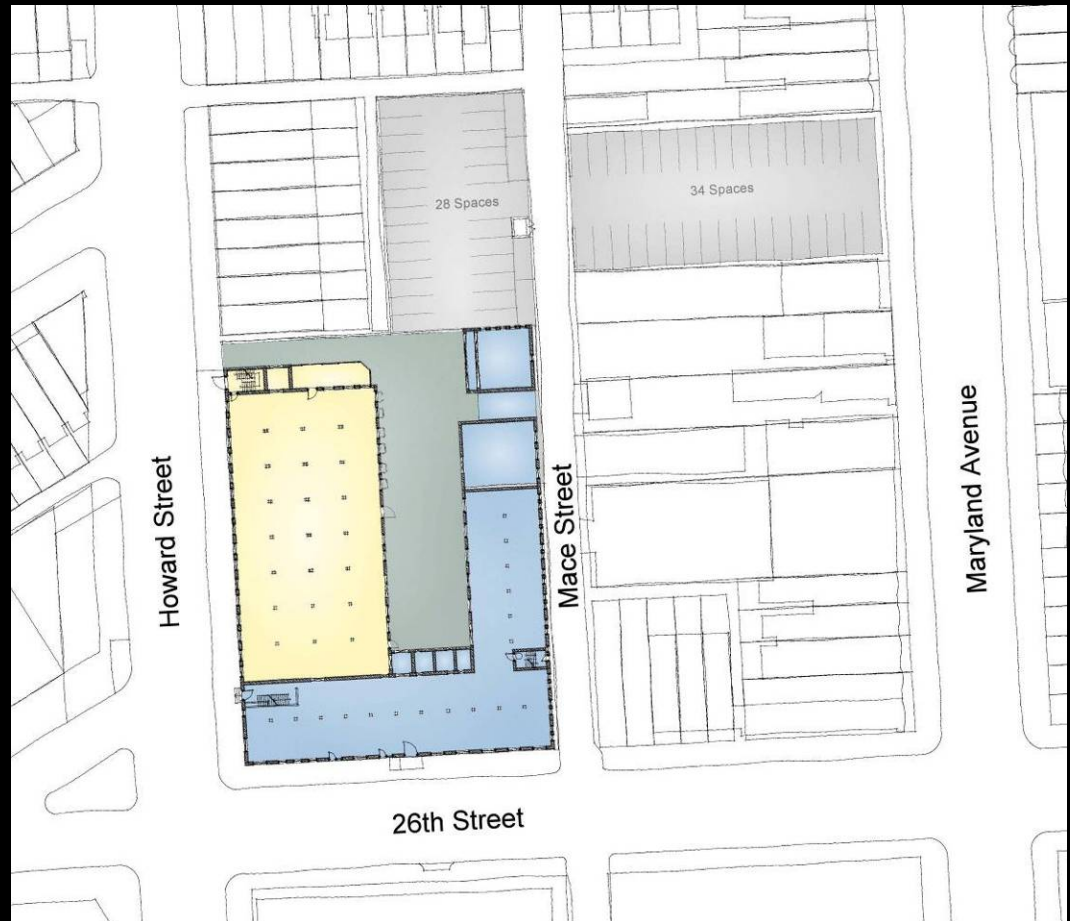 34 Spaces
28 Spaces
Maryland Avenue
Howard Street
Mace Street
26th Street